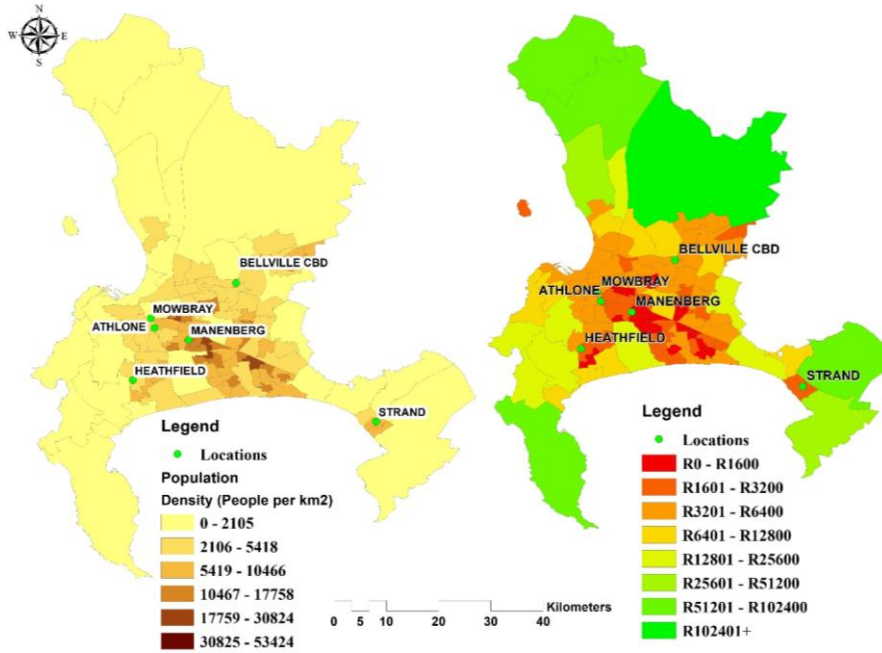 N
W E
S
BELLVILLE CBD
MOWBRAY
ATHLONE
MANENBERG
HEATHFIELD
STRAND
Legend
Locations
Population
Density (People per km2)
0 - 2105
2106 - 5418
5419 - 10466
10467 - 17758
17759 - 30824
30825 - 53424
BELLVILLE CBD
MOWBRAY
ATHLONE
MANENBERG
HEATHFIELD
STRAND
Legend
Locations
R0 - R1600
R1601 - R3200
R3201 - R6400
R6401 - R12800
R12801 - R25600
R25601 - R51200
R51201 - R102400
R102401+
Kilometers
0 5 10 20 30 40